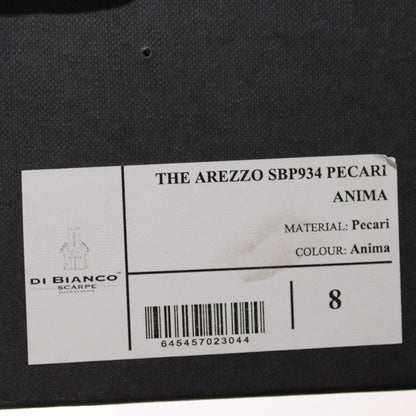 THE AREZZO SBP934 PECARI
ANIMA
MATERIAL: Pecari
COLOUR: Anima
DI BIANCO
SCARPE
8
645457023044